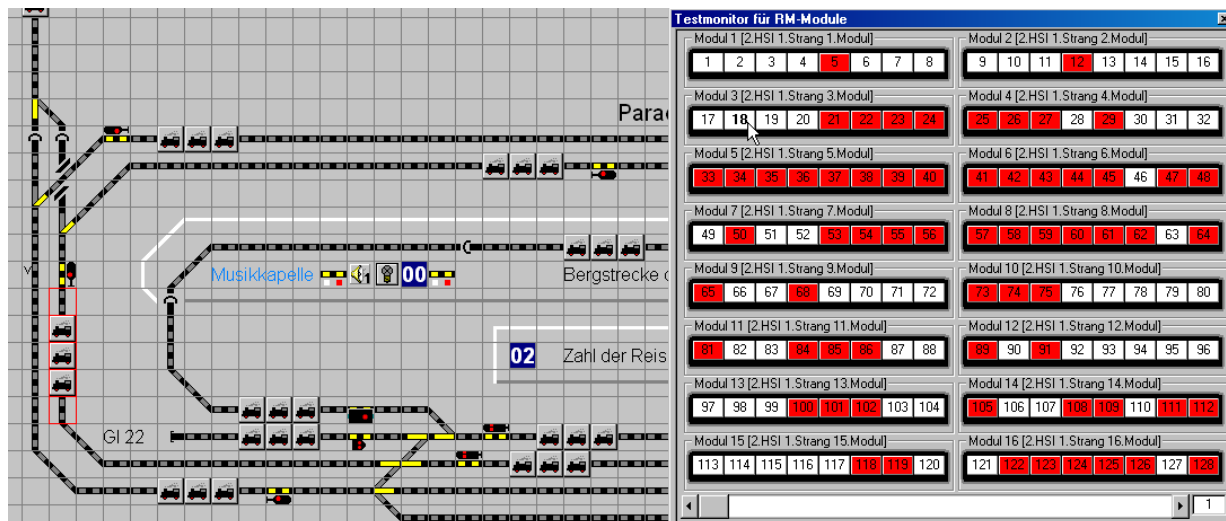 Parac
Musikkapelle
1
00
Bergstrecke
02
Zahl der Reis
Gl 22
Testmonitor für RM-Module
Modul 1 [2.HSI 1.Strang 1.Modul]
1 2 3 4 5 6 7 8
Modul 2 [2.HSI 1.Strang 2.Modul]
9 10 11 12 13 14 15 16
Modul 3 [2.HSI 1.Strang 3.Modul]
17 18 19 20 21 22 23 24
Modul 4 [2.HSI 1.Strang 4.Modul]
25 26 27 28 29 30 31 32
Modul 5 [2.HSI 1.Strang 5.Modul]
33 34 35 36 37 38 39 40
Modul 6 [2.HSI 1.Strang 6.Modul]
41 42 43 44 45 46 47 48
Modul 7 [2.HSI 1.Strang 7.Modul]
49 50 51 52 53 54 55 56
Modul 8 [2.HSI 1.Strang 8.Modul]
57 58 59 60 61 62 63 64
Modul 9 [2.HSI 1.Strang 9.Modul]
65 66 67 68 69 70 71 72
Modul 10 [2.HSI 1.Strang 10.Modul]
73 74 75 76 77 78 79 80
Modul 11 [2.HSI 1.Strang 11.Modul]
81 82 83 84 85 86 87 88
Modul 12 [2.HSI 1.Strang 12.Modul]
89 90 91 92 93 94 95 96
Modul 13 [2.HSI 1.Strang 13.Modul]
97 98 99 100 101 102 103 104
Modul 14 [2.HSI 1.Strang 14.Modul]
105 106 107 108 109 110 111 112
Modul 15 [2.HSI 1.Strang 15.Modul]
113 114 115 116 117 118 119 120
Modul 16 [2.HSI 1.Strang 16.Modul]
121 122 123 124 125 126 127 128
1